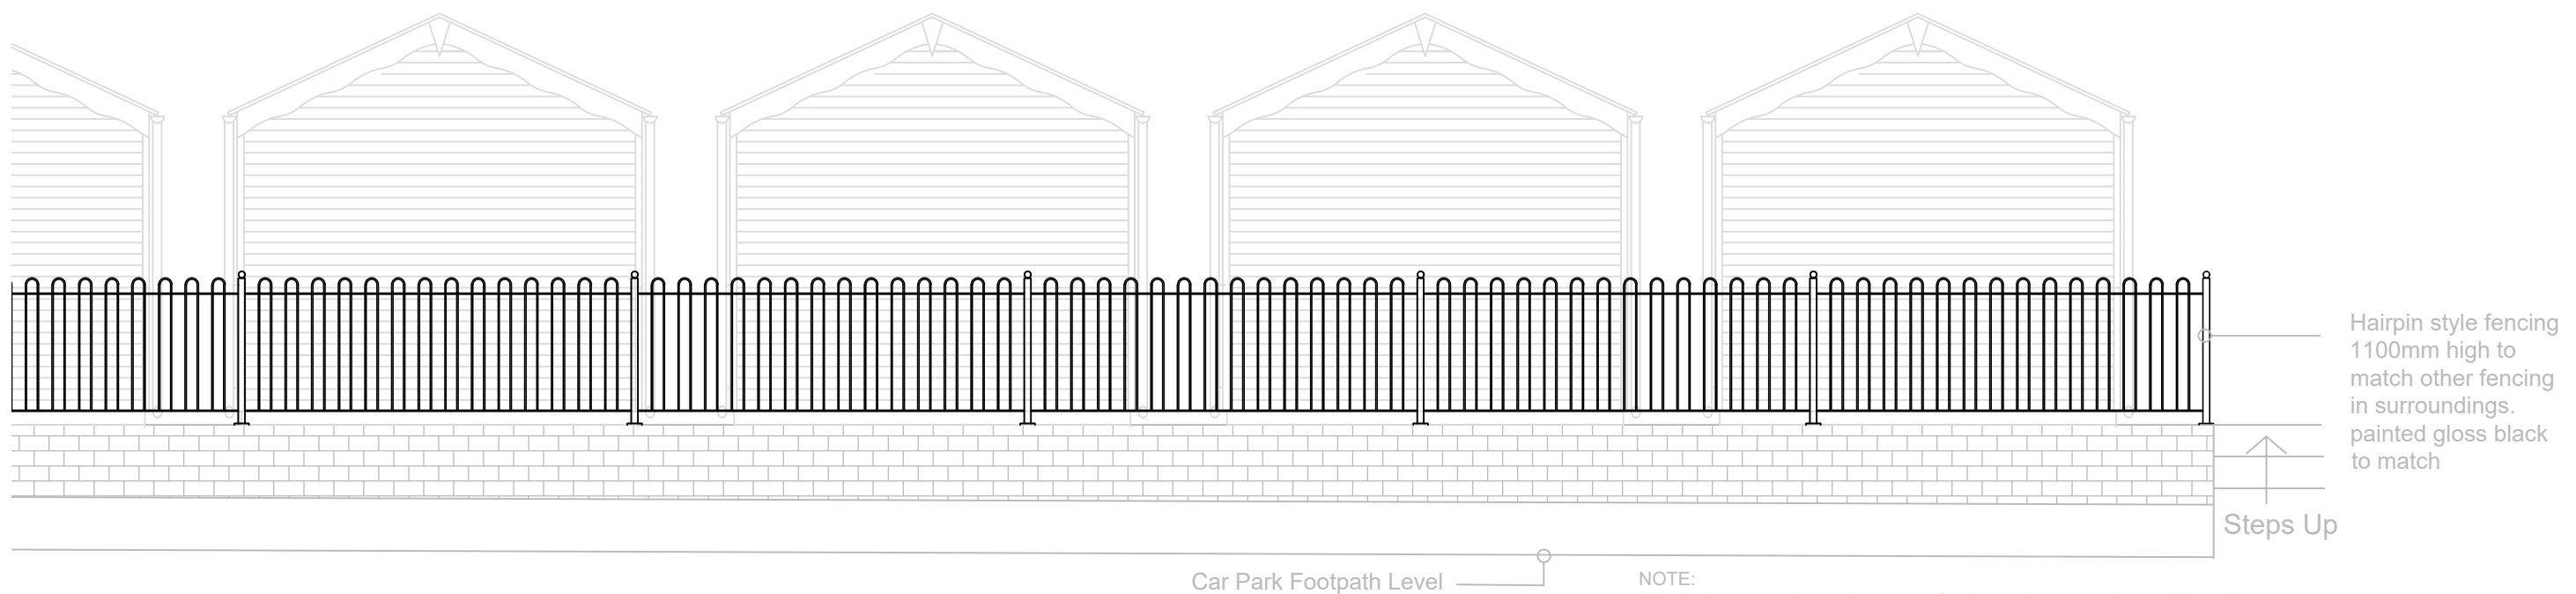 Hairpin style fencing
1100mm high to
match other fencing
in surroundings.
painted gloss black
to match
Steps Up
Car Park Footpath Level
NOTE: